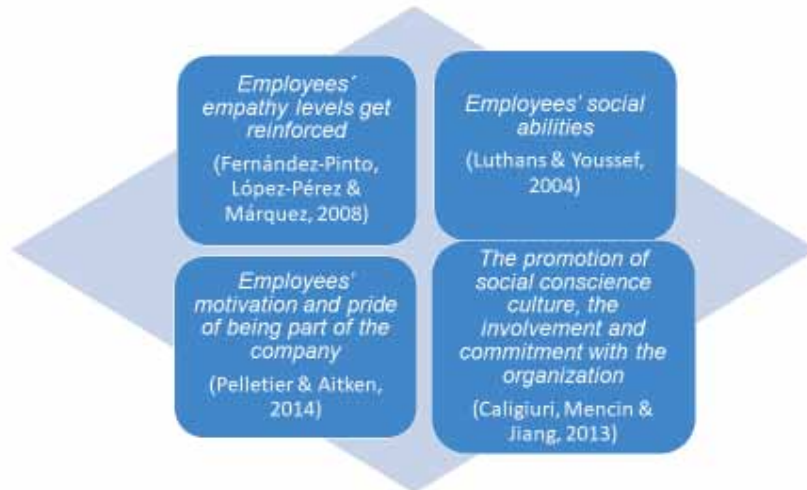 Employees´
empathy levels get
reinforced
(Fernández-Pinto,
López-Pérez &
Márquez, 2008)
Employees' social
abilities
(Luthans & Youssef,
2004)
Employees'
motivation and pride
of being part of the
company
(Pelletier & Aitken,
2014)
The promotion of
social conscience
culture, the
involvement and
commitment with the
organization
(Caligiuri, Mencin &
Jiang, 2013)